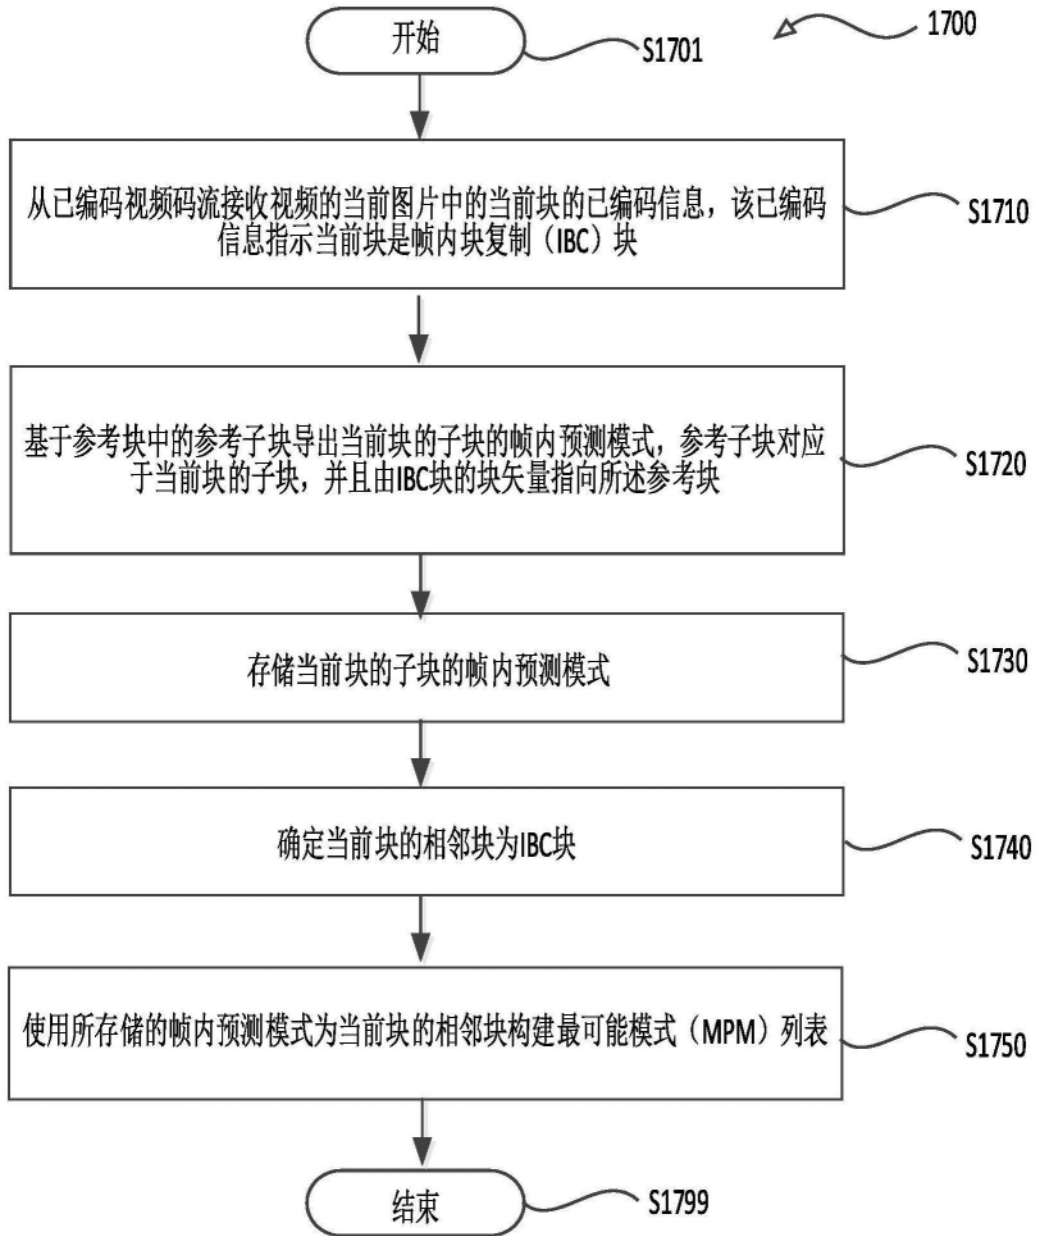 开始
S1701
1700
从已编码视频码流接收视频的当前图片中的当前块的已编码信息，该已编码
信息指示当前块是帧内块复制（IBC）块
S1710
基于参考块中的参考子块导出当前块的子块的帧内预测模式，参考子块对应
于当前块的子块，并且由IBC块的块矢量指向所述参考块
S1720
存储当前块的子块的帧内预测模式
S1730
确定当前块的相邻块为IBC块
S1740
使用所存储的帧内预测模式为当前块的相邻块构建最可能模式（MPM）列表
S1750
结束
S1799